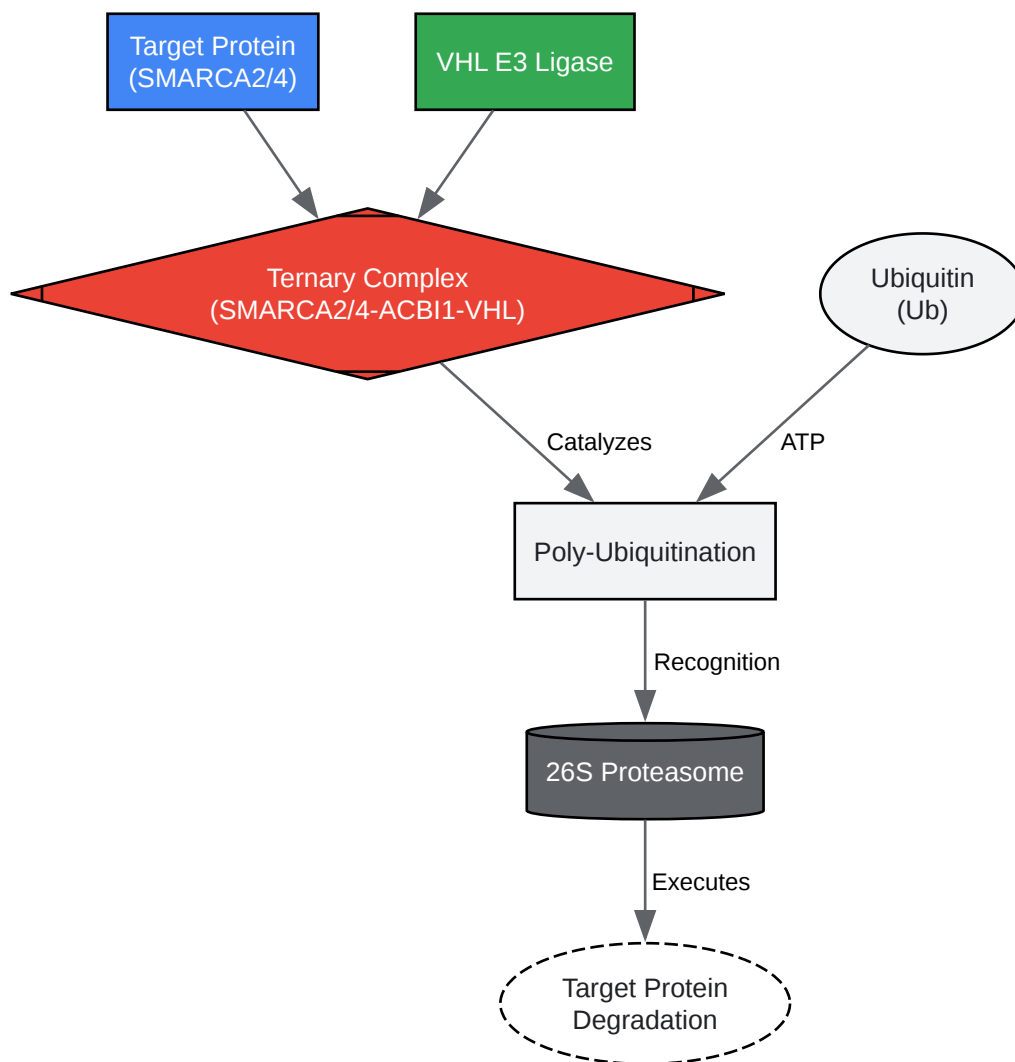 Target Protein
(SMARCA2/4)
VHL E3 Ligase
Ternary Complex
(SMARCA2/4-ACBI1-VHL)
Ubiquitin
(Ub)
Catalyzes
ATP
Poly-Ubiquitination
Recognition
26S Proteasome
Executes
Target Protein
Degradation